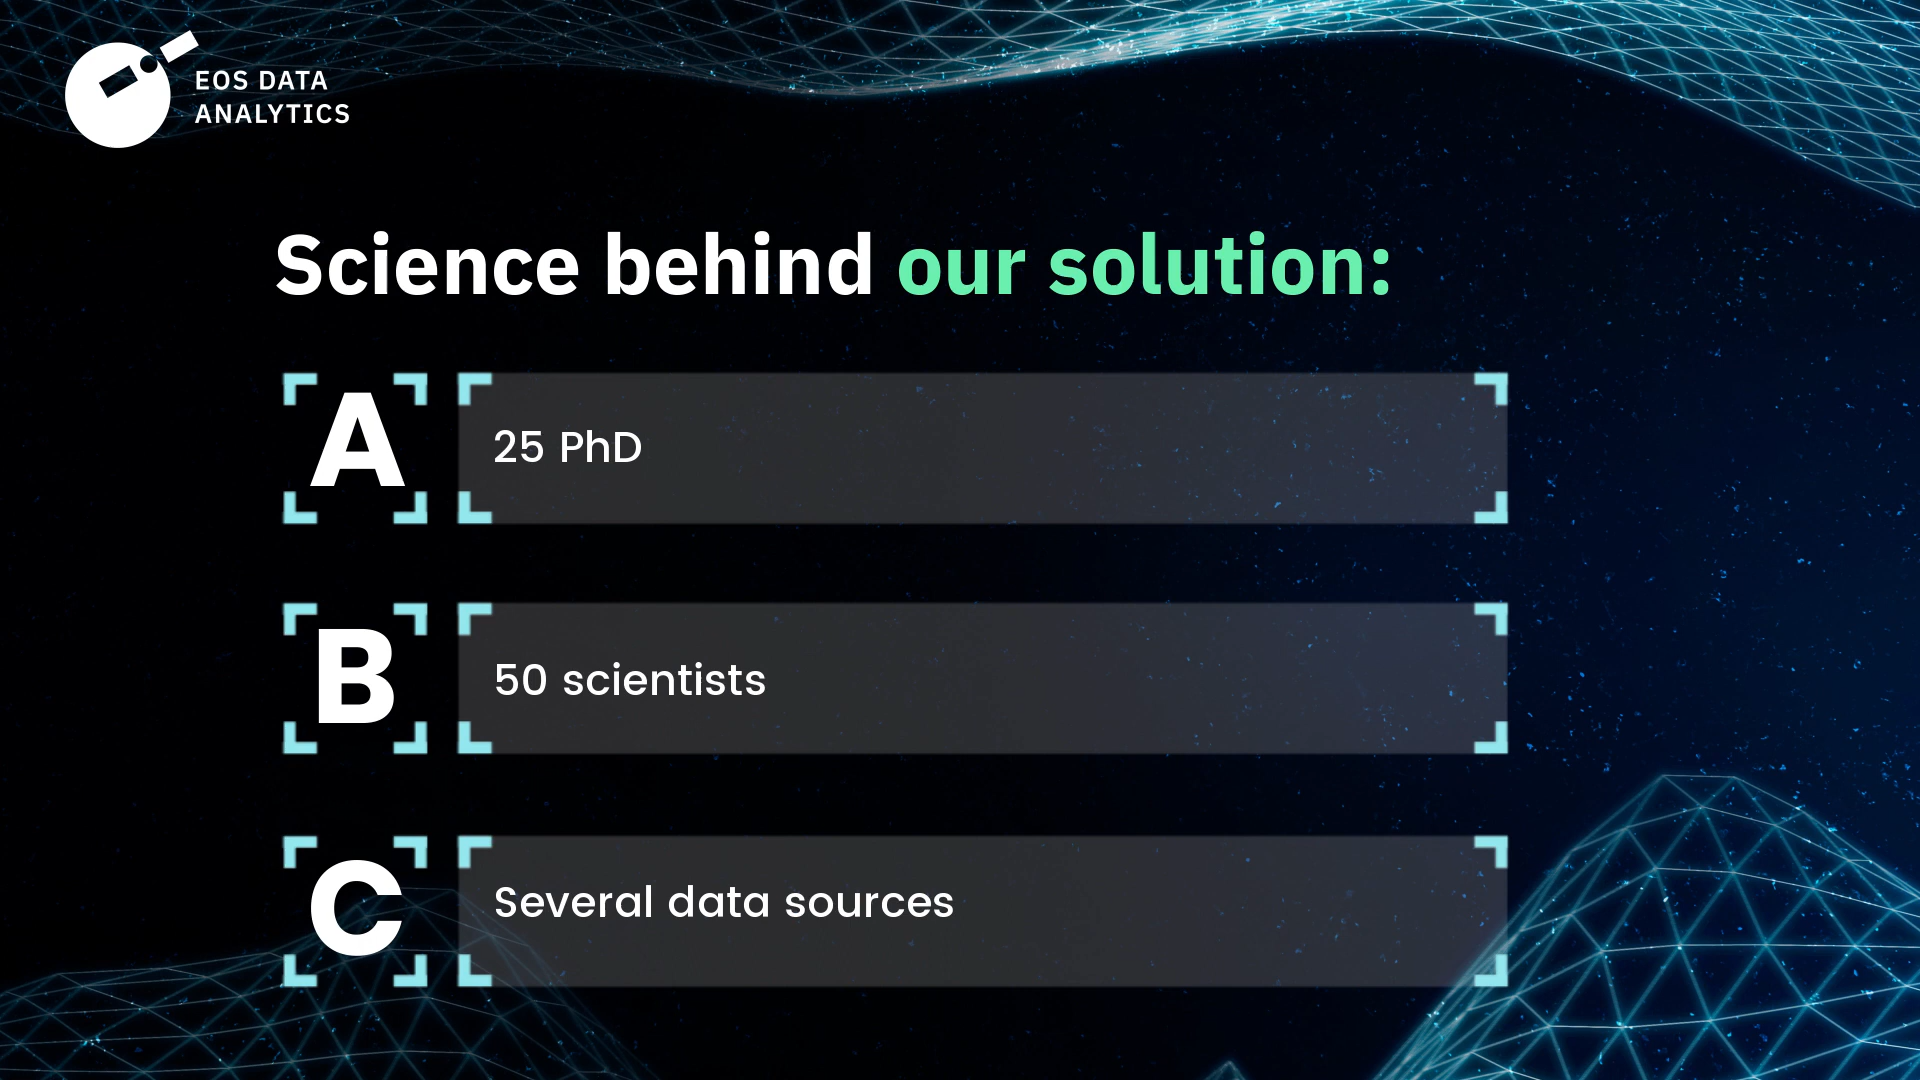 EOS DATA
ANALYTICS
Science behind our solution:
A
25 PhD
B
50 scientists
C
Several data sources